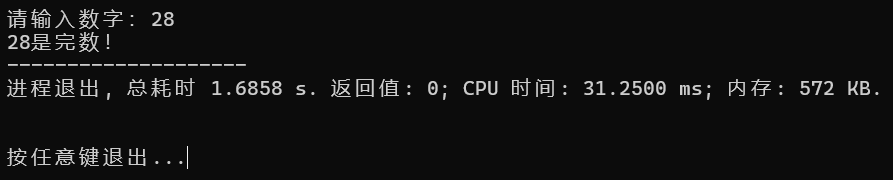 请输入数字: 28
28是完数!
--------------------
进程退出, 总耗时 1.6858 s. 返回值: 0; CPU 时间: 31.2500 ms; 内存: 572 KB.
按任意键退出...